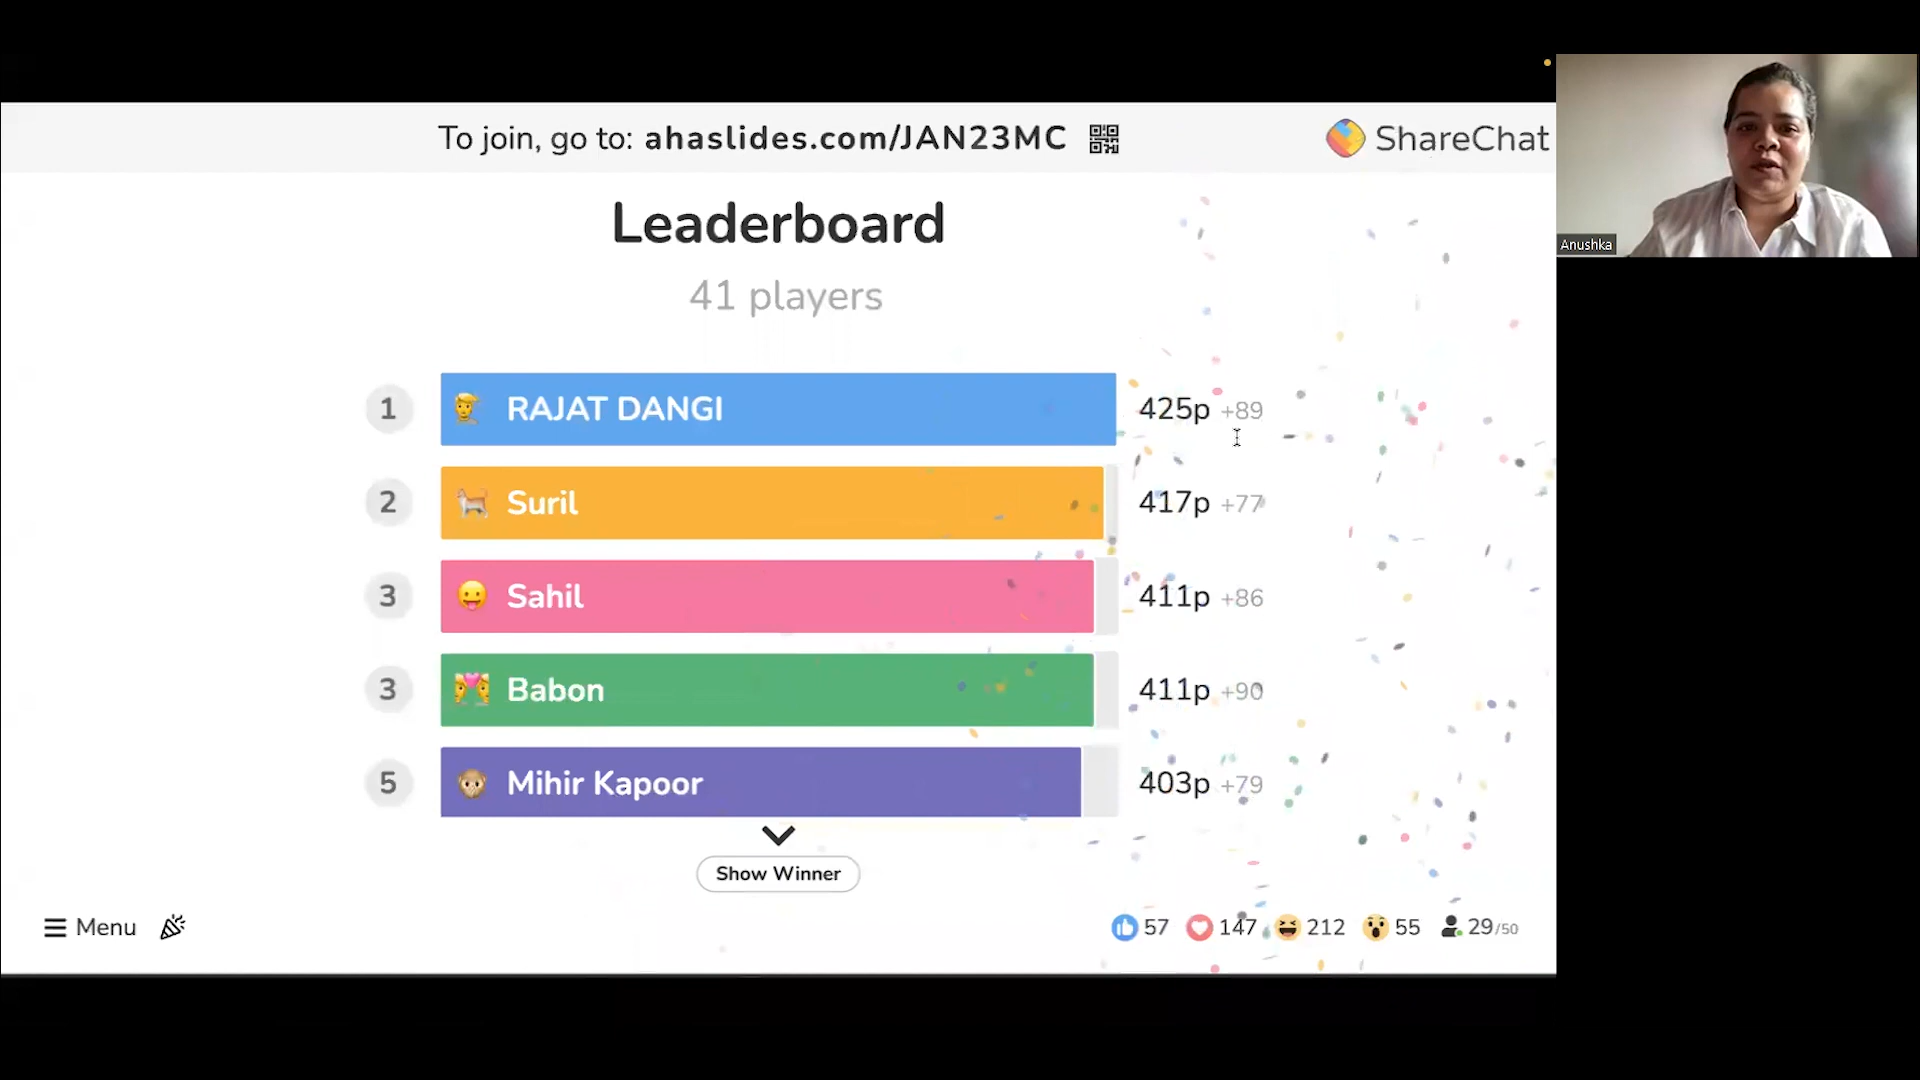 To join, go to: ahaslides.com/JAN23MC
ShareChat
Anushka
Leaderboard
41 players
1 RAJAT DANGI 425p +89
2 Suril 417p +77
3 Sahil 411p +86
3 Babon 411p +90
5 Mihir Kapoor 403p +79
Show Winner
Menu 57 147 212 55 29/50